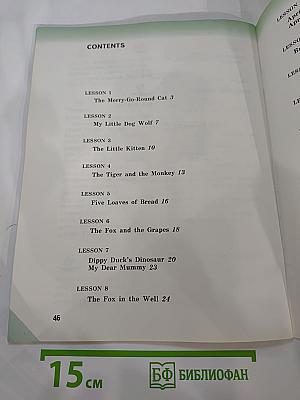 CONTENTS
LESSON 1
The Merry-Go-Round Cat 3
LESSON 2
My Little Dog Wolf 7
LESSON 3
The Little Kitten 10
LESSON 4
The Tiger and the Monkey 13
LESSON 5
Five Loaves of Bread 16
LESSON 6
The Fox and the Grapes 18
LESSON 7
Dippy Duck's Dinosaur 20
My Dear Mummy 23
LESSON 8
The Fox in the Well 24
46
LESSON
LESSON
15 см
БФ БИБЛИОФАН